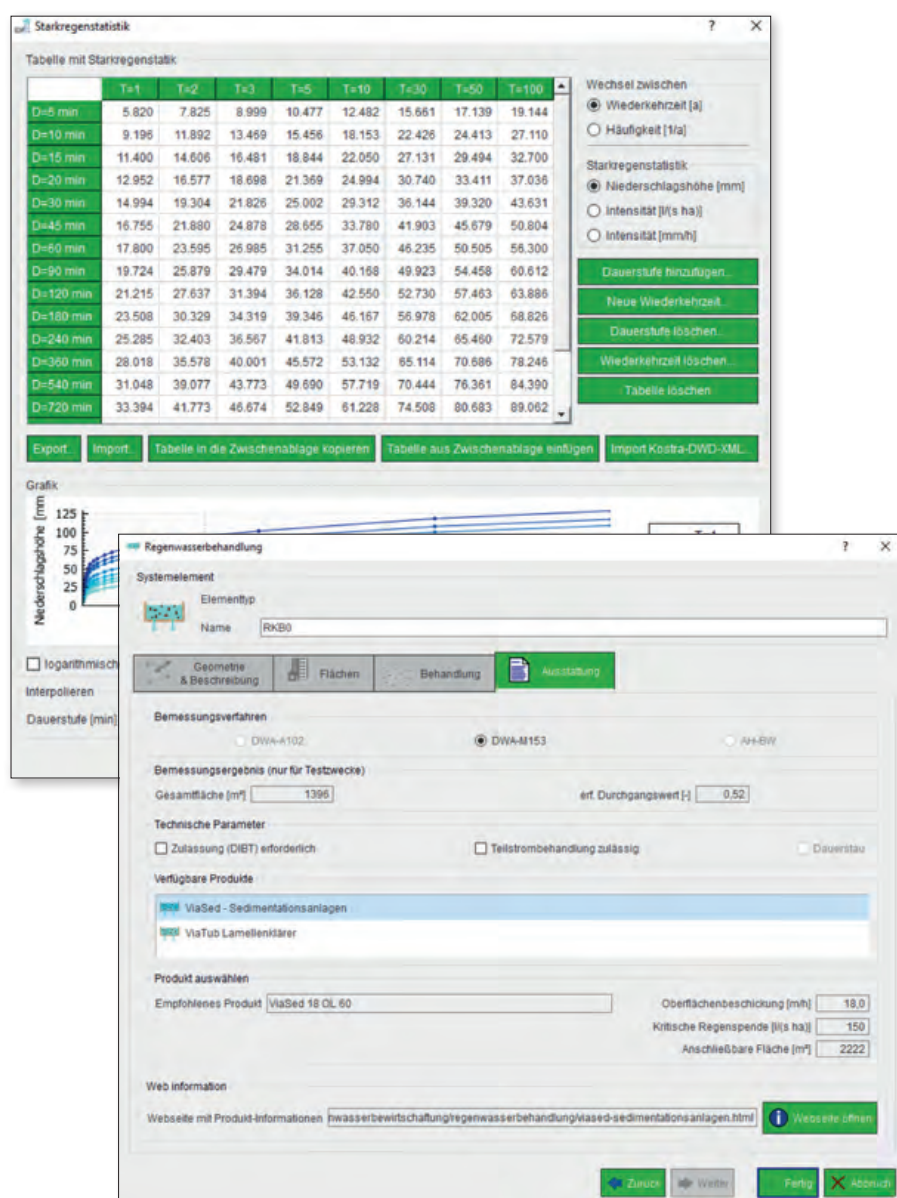 Starkregenstatistik ? X
Tabelle mit Starkregenstatik
T=1 T=2 T=3 T=5 T=10 T=30 T=50 T=100
D=5 min 5.820 7.825 8.999 10.477 12.482 15.661 17.139 19.144
D=10 min 9.196 11.892 13.469 15.456 18.153 22.426 24.413 27.110
D=15 min 11.400 14.606 16.481 18.844 22.050 27.131 29.494 32.700
D=20 min 12.952 16.577 18.698 21.369 24.994 30.740 33.411 37.036
D=30 min 14.994 19.304 21.826 25.002 29.312 36.144 39.320 43.631
D=45 min 16.755 21.880 24.878 28.655 33.780 41.903 45.679 50.804
D=60 min 17.800 23.595 26.985 31.255 37.050 46.235 50.505 56.300
D=90 min 19.724 25.879 29.479 34.014 40.168 49.923 54.458 60.612
D=120 min 21.215 27.637 31.394 36.128 42.550 52.730 57.463 63.886
D=180 min 23.508 30.329 34.319 39.346 46.167 56.978 62.005 68.826
D=240 min 25.285 32.403 36.567 41.813 48.932 60.214 65.460 72.579
D=360 min 28.018 35.578 40.001 45.572 53.132 65.114 70.686 78.246
D=540 min 31.048 39.077 43.773 49.690 57.719 70.444 76.361 84.390
D=720 min 33.394 41.773 46.674 52.849 61.228 74.508 80.683 89.062
Wechsel zwischen
Wiederkehrzeit [a]
Häufigkeit [1/a]
Starkregenstatistik
Niederschlagshöhe [mm]
Intensität [l/(s ha)]
Intensität [mm/h]
Dauerstufe hinzufügen...
Neue Wiederkehrzeit...
Dauerstufe löschen...
Wiederkehrzeit löschen...
Tabelle löschen
Export... Import... Tabelle in die Zwischenablage kopieren Tabelle aus Zwischenablage einfügen Import Kostra-DWD-XML...
Grafik
Niederschlagshöhe [mm
125
100
75
50
25
0
logarithmisch
Interpolieren
Dauerstufe [min]
Regenwasserbehandlung ? X
Systemelement
Elementtyp
Name RKB0
Geometrie & Beschreibung Flächen Behandlung Ausstattung
Bemessungsverfahren
DWA-A102 DWA-M153 AH-BW
Bemessungsergebnis (nur für Testzwecke)
Gesamtfläche [m²] 1396 erf. Durchgangswert [-] 0,52
Technische Parameter
Zulassung (DIBT) erforderlich Teilstrombehandlung zulässig Dauerstau
Verfügbare Produkte
ViaSed - Sedimentationsanlagen
ViaTub Lamellenklärer
Produkt auswählen
Empfohlenes Produkt ViaSed 18 OL 60 Oberflächenbeschickung [m/h] 18,0
Kritische Regenspende [l/(s ha)] 150
Anschließbare Fläche [m²] 2222
Web information
Webseite mit Produkt-Informationen nwasserbewirtschaftung/regenwasserbehandlung/viased-sedimentationsanlagen.html Webseite öffnen
Zurück Weiter Fertig Abbruch